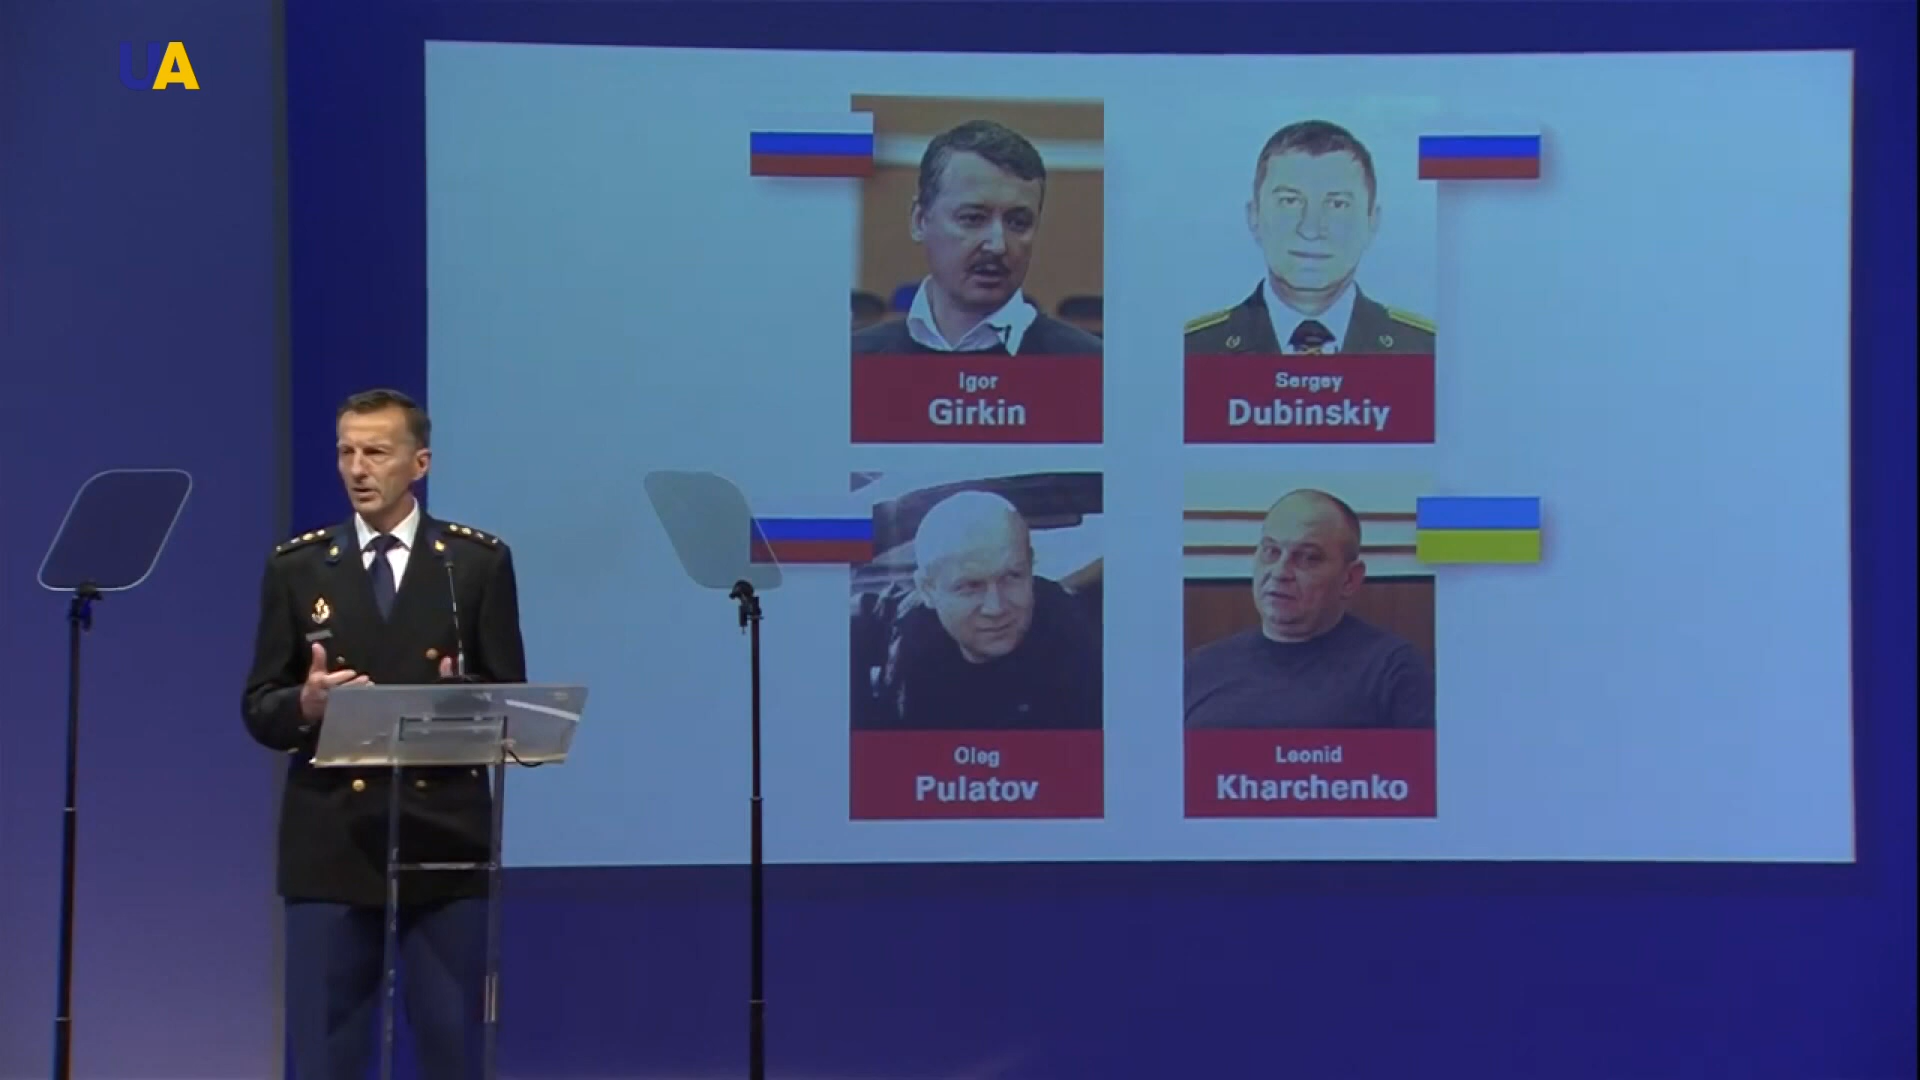 UA
Igor
Girkin
Sergey
Dubinskiy
Oleg
Pulatov
Leonid
Kharchenko